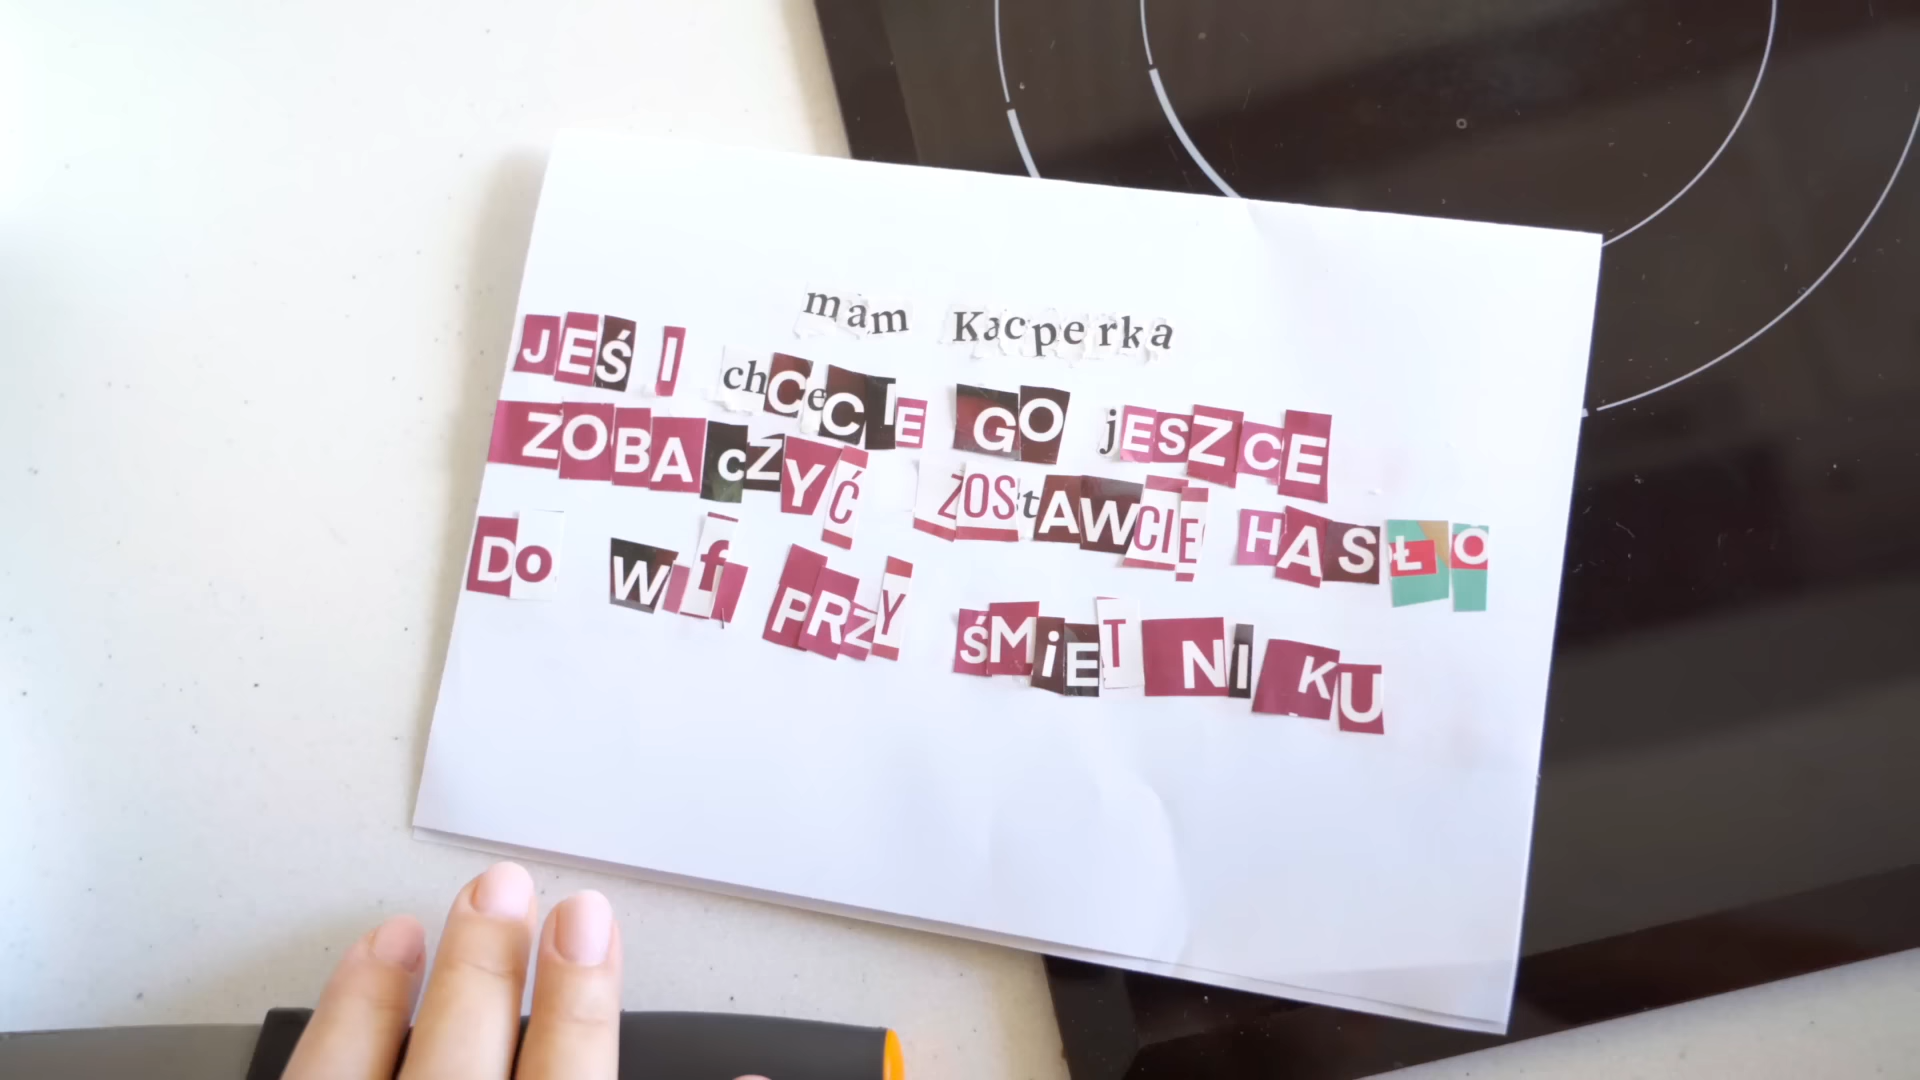 mam Kacperka
JEŚ I chCeCIE GO jESZCE
ZOBACZYĆ ZOStAWCIE HASŁO
Do wifi PRZY ŚMiETNIKU